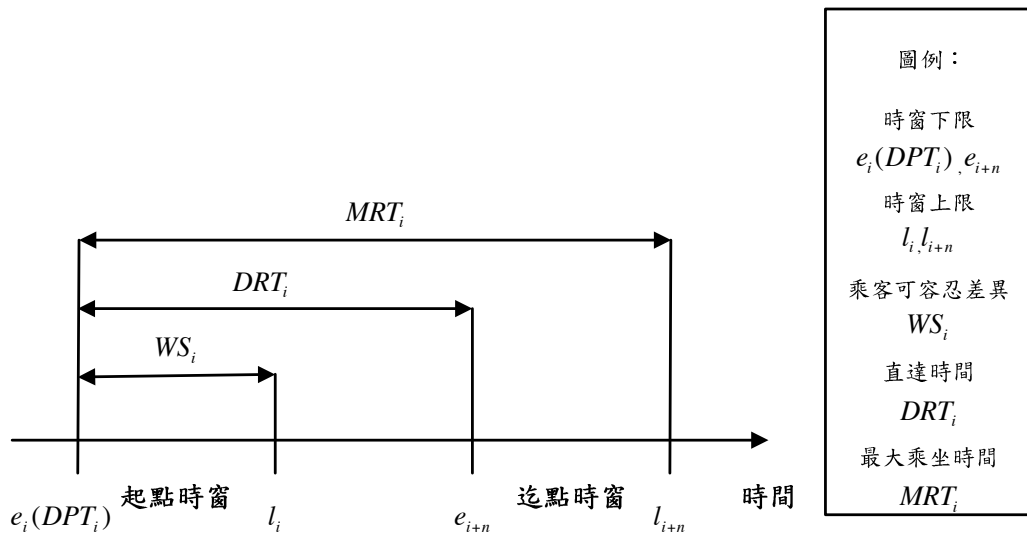 MRT_i
DRT_i
WS_i
起點時窗
迄點時窗
時間
e_i(DPT_i)
l_i
e_{i+n}
l_{i+n}
圖例：
時窗下限
e_i(DPT_i),e_{i+n}
時窗上限
l_i,l_{i+n}
乘客可容忍差異
WS_i
直達時間
DRT_i
最大乘坐時間
MRT_i